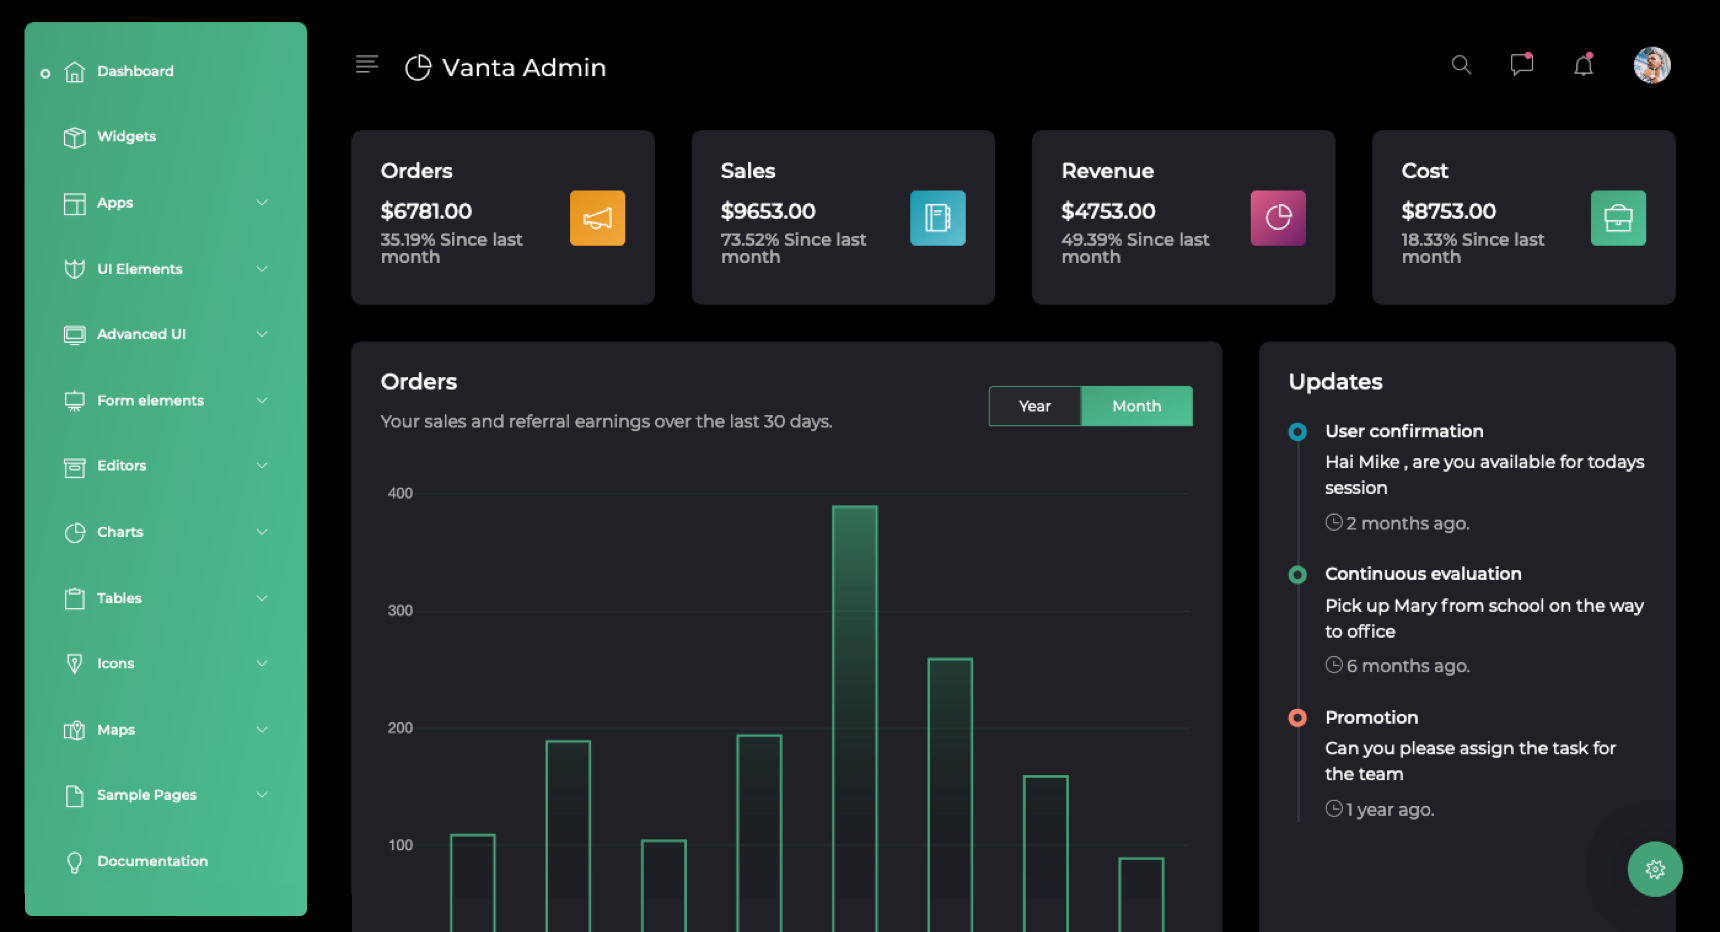 Dashboard
Widgets
Apps
UI Elements
Advanced UI
Form elements
Editors
Charts
Tables
Icons
Maps
Sample Pages
Documentation
Vanta Admin
Orders
$6781.00
35.19% Since last
month
Sales
$9653.00
73.52% Since last
month
Revenue
$4753.00
49.39% Since last
month
Cost
$8753.00
18.33% Since last
month
Orders
Your sales and referral earnings over the last 30 days.
Year
Month
400
300
200
100
Updates
User confirmation
Hai Mike , are you available for todays
session
2 months ago.
Continuous evaluation
Pick up Mary from school on the way
to office
6 months ago.
Promotion
Can you please assign the task for
the team
1 year ago.